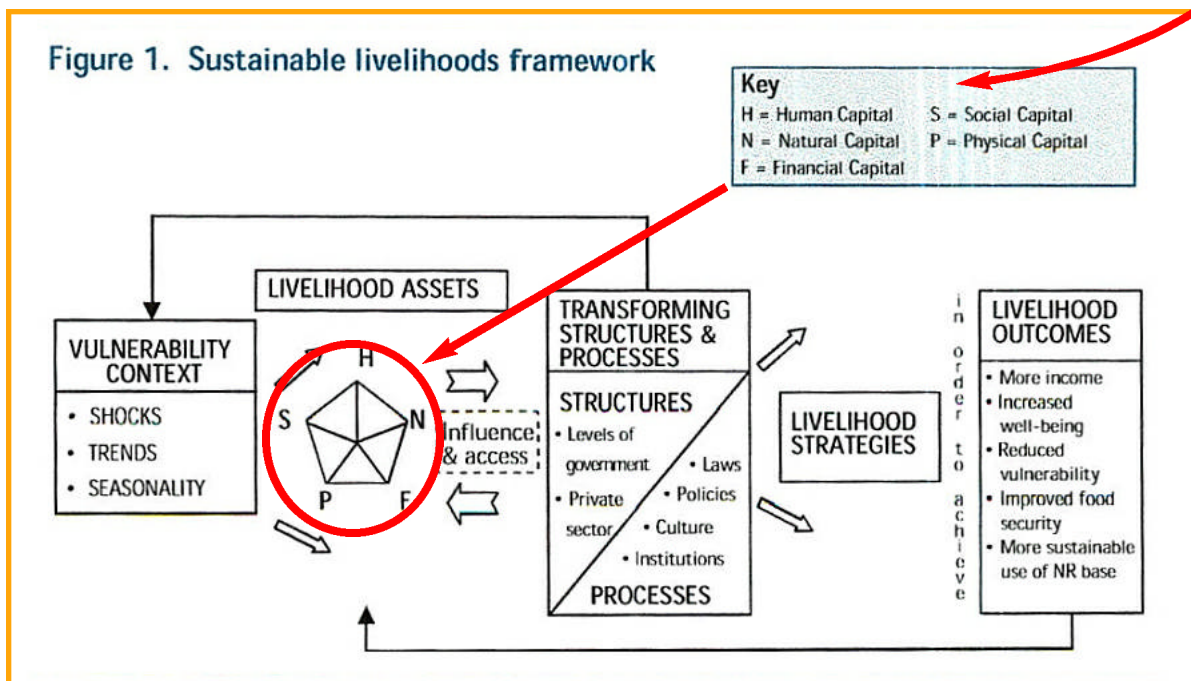 Figure 1. Sustainable livelihoods framework
Key
H = Human Capital S = Social Capital
N = Natural Capital P = Physical Capital
F = Financial Capital
LIVELIHOOD ASSETS
VULNERABILITY
CONTEXT
• SHOCKS
• TRENDS
• SEASONALITY
H
S
N
P
F
Influence
& access
TRANSFORMING
STRUCTURES &
PROCESSES
STRUCTURES
• Levels of
government
• Private
sector
• Laws
• Policies
• Culture
• Institutions
PROCESSES
LIVELIHOOD
STRATEGIES
in order to achieve
LIVELIHOOD
OUTCOMES
• More income
• Increased
well-being
• Reduced
vulnerability
• Improved food
security
• More sustainable
use of NR base